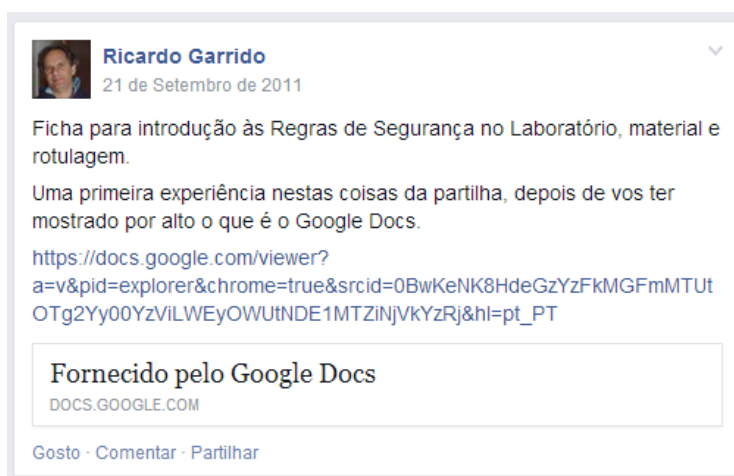 Ricardo Garrido
21 de Setembro de 2011
Ficha para introdução às Regras de Segurança no Laboratório, material e
rotulagem.
Uma primeira experiência nestas coisas da partilha, depois de vos ter
mostrado por alto o que é o Google Docs.
https://docs.google.com/viewer?
a=v&pid=explorer&chrome=true&srcid=0BwKeNK8HdeGzYzFkMGFmMTUt
OTg2Yy00YzViLWEyOWUtNDE1MTZiNjVkYzRj&hl=pt_PT
Fornecido pelo Google Docs
DOCS.GOOGLE.COM
Gosto · Comentar · Partilhar